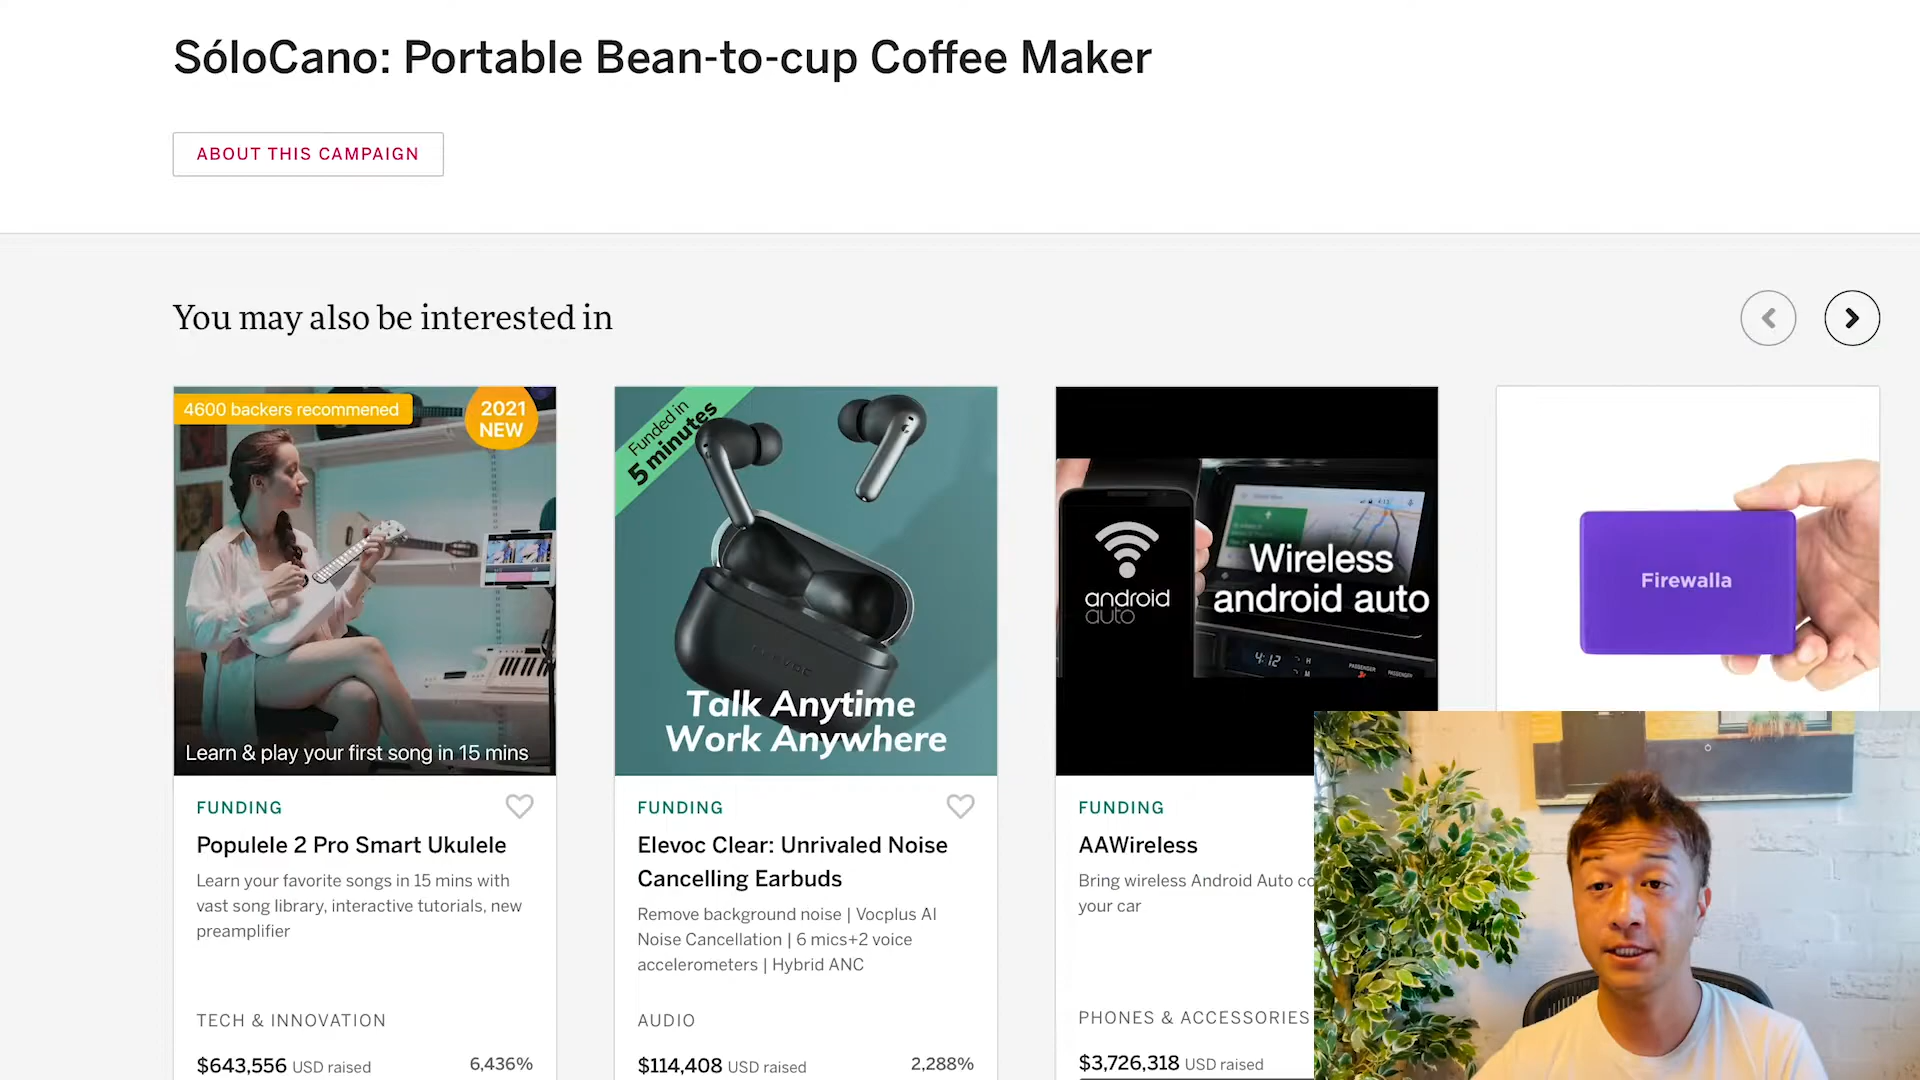 SóloCano: Portable Bean-to-cup Coffee Maker
ABOUT THIS CAMPAIGN
You may also be interested in
4600 backers recommened
2021
NEW
Learn & play your first song in 15 mins
Funded in
5 minutes
ELEVOC
Talk Anytime
Work Anywhere
android
auto
Wireless
android auto
4:12
PASSENGER
PASSENGER
Firewalla
FUNDING
Populele 2 Pro Smart Ukulele
Learn your favorite songs in 15 mins with
vast song library, interactive tutorials, new
preamplifier
TECH & INNOVATION
$643,556 USD raised
6,436%
FUNDING
Elevoc Clear: Unrivaled Noise
Cancelling Earbuds
Remove background noise | Vocplus AI
Noise Cancellation | 6 mics+2 voice
accelerometers | Hybrid ANC
AUDIO
$114,408 USD raised
2,288%
FUNDING
AAWireless
Bring wireless Android Auto co
your car
PHONES & ACCESSORIES
$3,726,318 USD raised